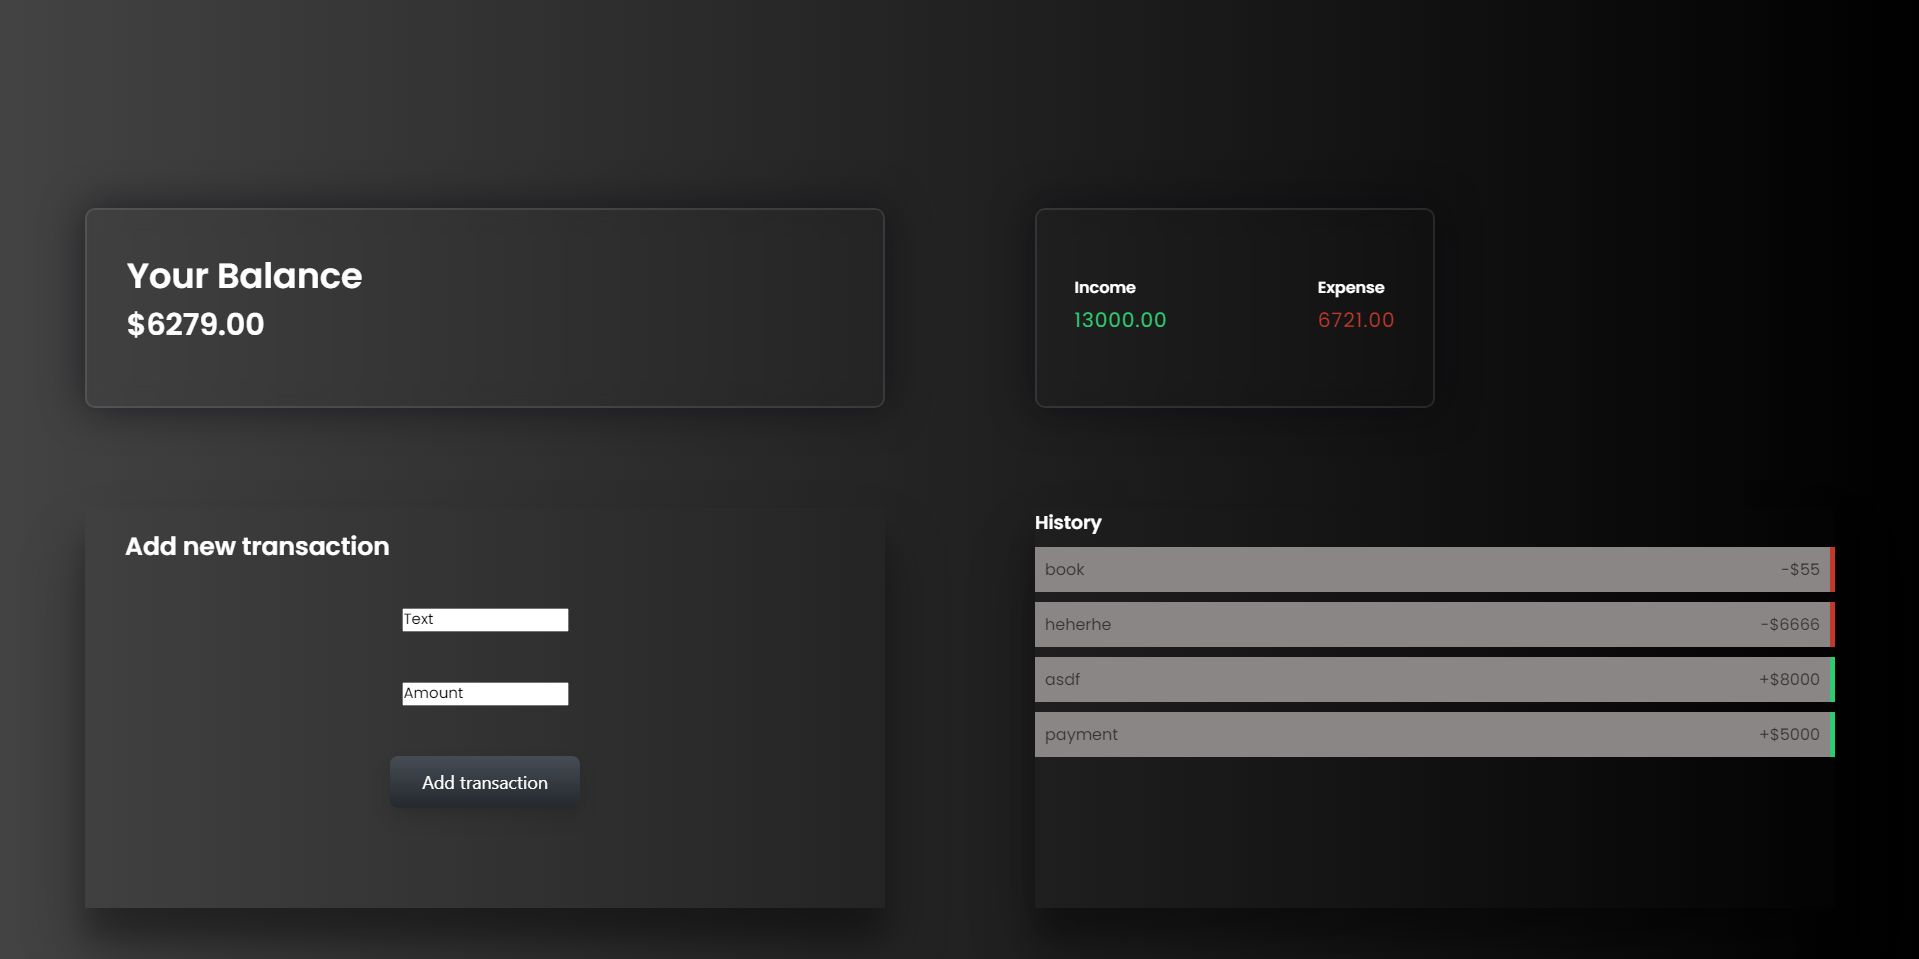 Your Balance
$6279.00
Income
13000.00
Expense
6721.00
Add new transaction
Text
Amount
Add transaction
History
book -$55
heherhe -$6666
asdf +$8000
payment +$5000